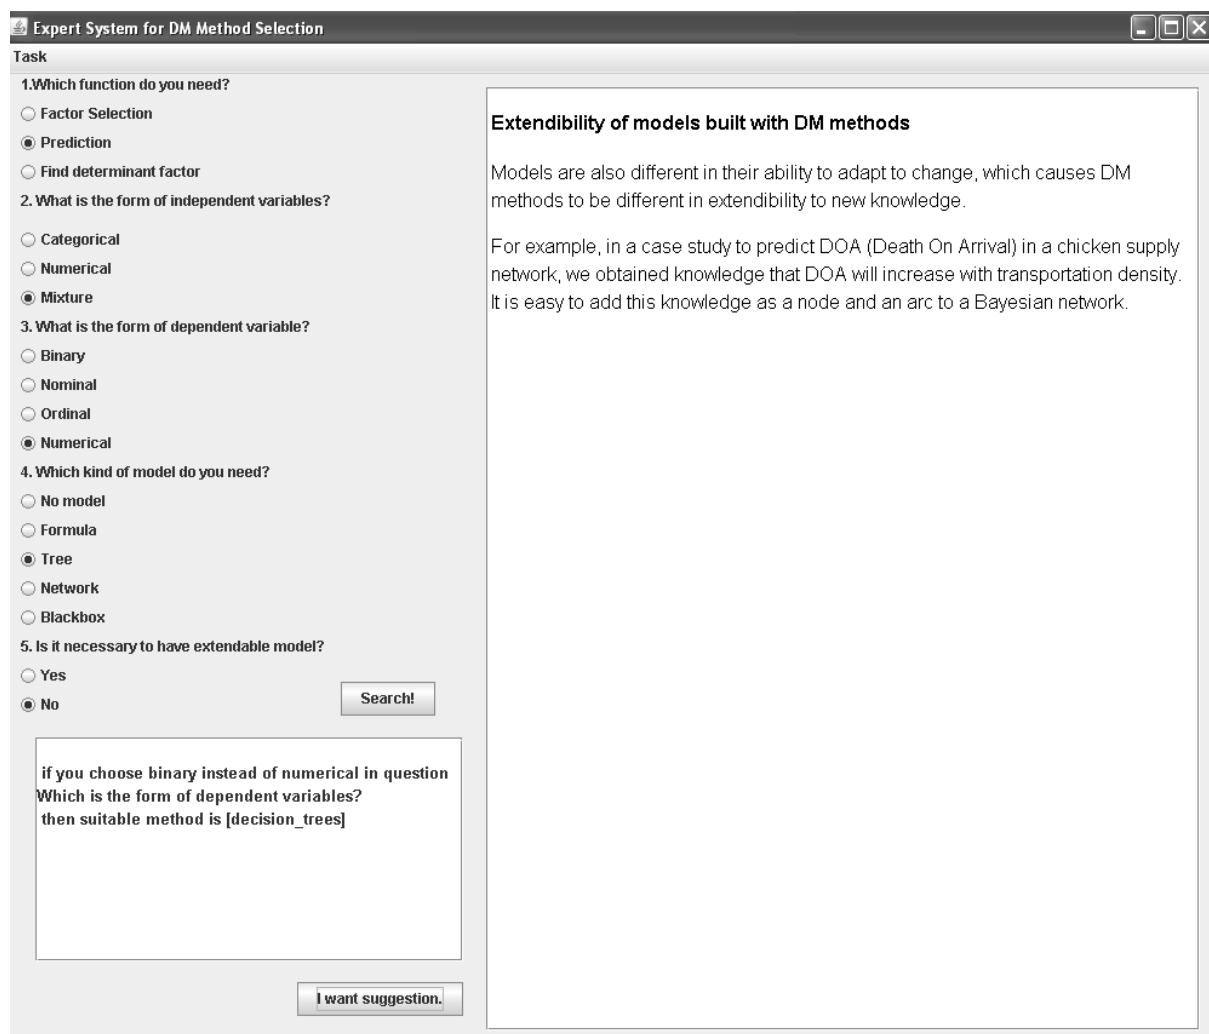 Expert System for DM Method Selection
Task
1.Which function do you need?
Factor Selection
Prediction
Find determinant factor
2. What is the form of independent variables?
Categorical
Numerical
Mixture
3. What is the form of dependent variable?
Binary
Nominal
Ordinal
Numerical
4. Which kind of model do you need?
No model
Formula
Tree
Network
Blackbox
5. Is it necessary to have extendable model?
Yes
No
Search!
if you choose binary instead of numerical in question
Which is the form of dependent variables?
then suitable method is [decision_trees]
I want suggestion.
Extendibility of models built with DM methods
Models are also different in their ability to adapt to change, which causes DM
methods to be different in extendibility to new knowledge.
For example, in a case study to predict DOA (Death On Arrival) in a chicken supply
network, we obtained knowledge that DOA will increase with transportation density.
It is easy to add this knowledge as a node and an arc to a Bayesian network.